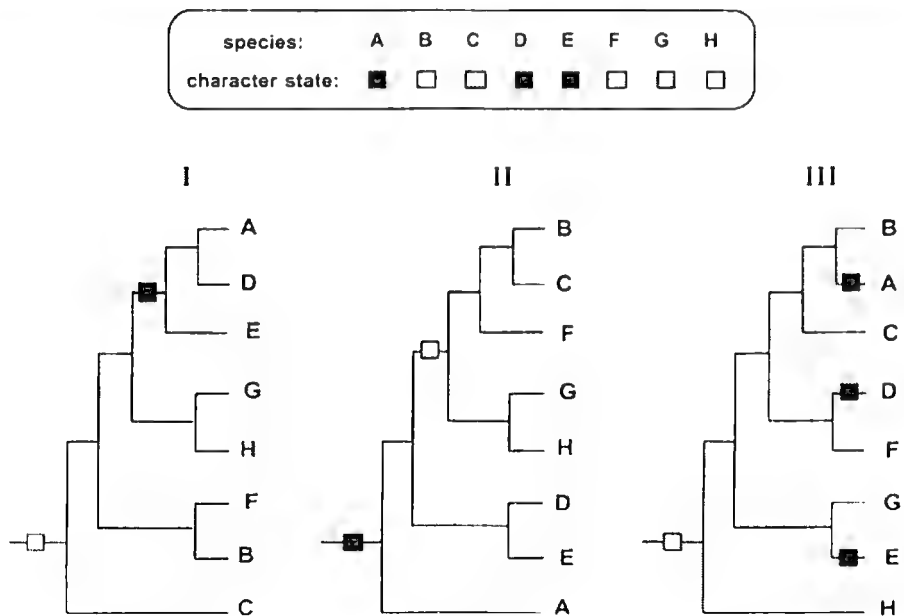 species: A B C D E F G H
character state:
I II III
A B B
D C A
E F C
G G D
H H F
F D G
B E E
C A H